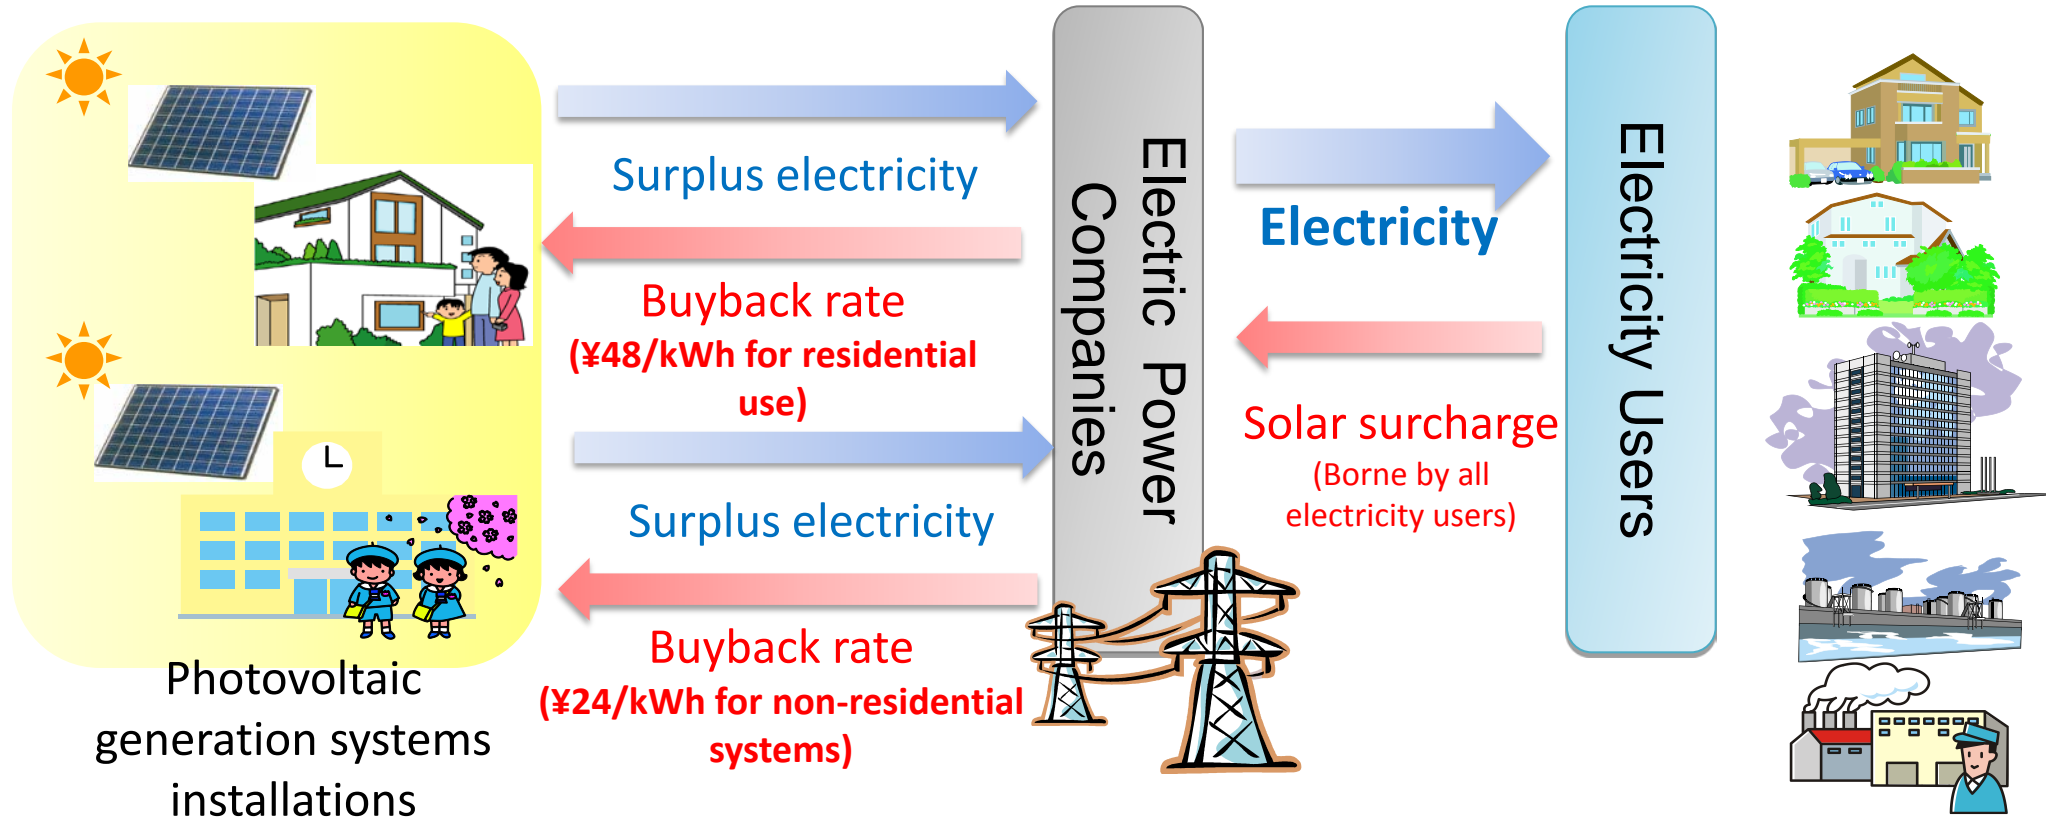 Surplus electricity
Buyback rate
(¥48/kWh for residential
use)
Surplus electricity
Buyback rate
(¥24/kWh for non-residential
systems)
Photovoltaic
generation systems
installations
Electric Power
Companies
Electricity
Solar surcharge
(Borne by all
electricity users)
Electricity Users